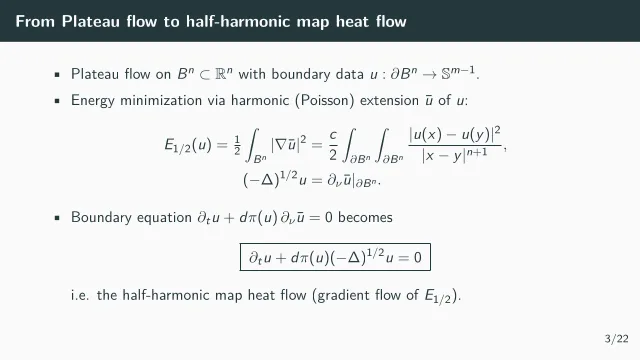 From Plateau flow to half-harmonic map heat flow
▪ Plateau flow on Bⁿ ⊂ ℝⁿ with boundary data u : ∂Bⁿ → 𝕊ᵐ⁻¹.
▪ Energy minimization via harmonic (Poisson) extension ū of u:
E₁/₂(u) = ½ ∫_{Bⁿ} |∇ū|² = c/2 ∫_{∂Bⁿ} ∫_{∂Bⁿ} |u(x) − u(y)|² / |x − y|ⁿ⁺¹,
(−Δ)^{1/2}u = ∂_ν ū|_{∂Bⁿ}.
▪ Boundary equation ∂ₜu + dπ(u) ∂_ν ū = 0 becomes
∂ₜu + dπ(u)(−Δ)^{1/2}u = 0
i.e. the half-harmonic map heat flow (gradient flow of E₁/₂).
3/22